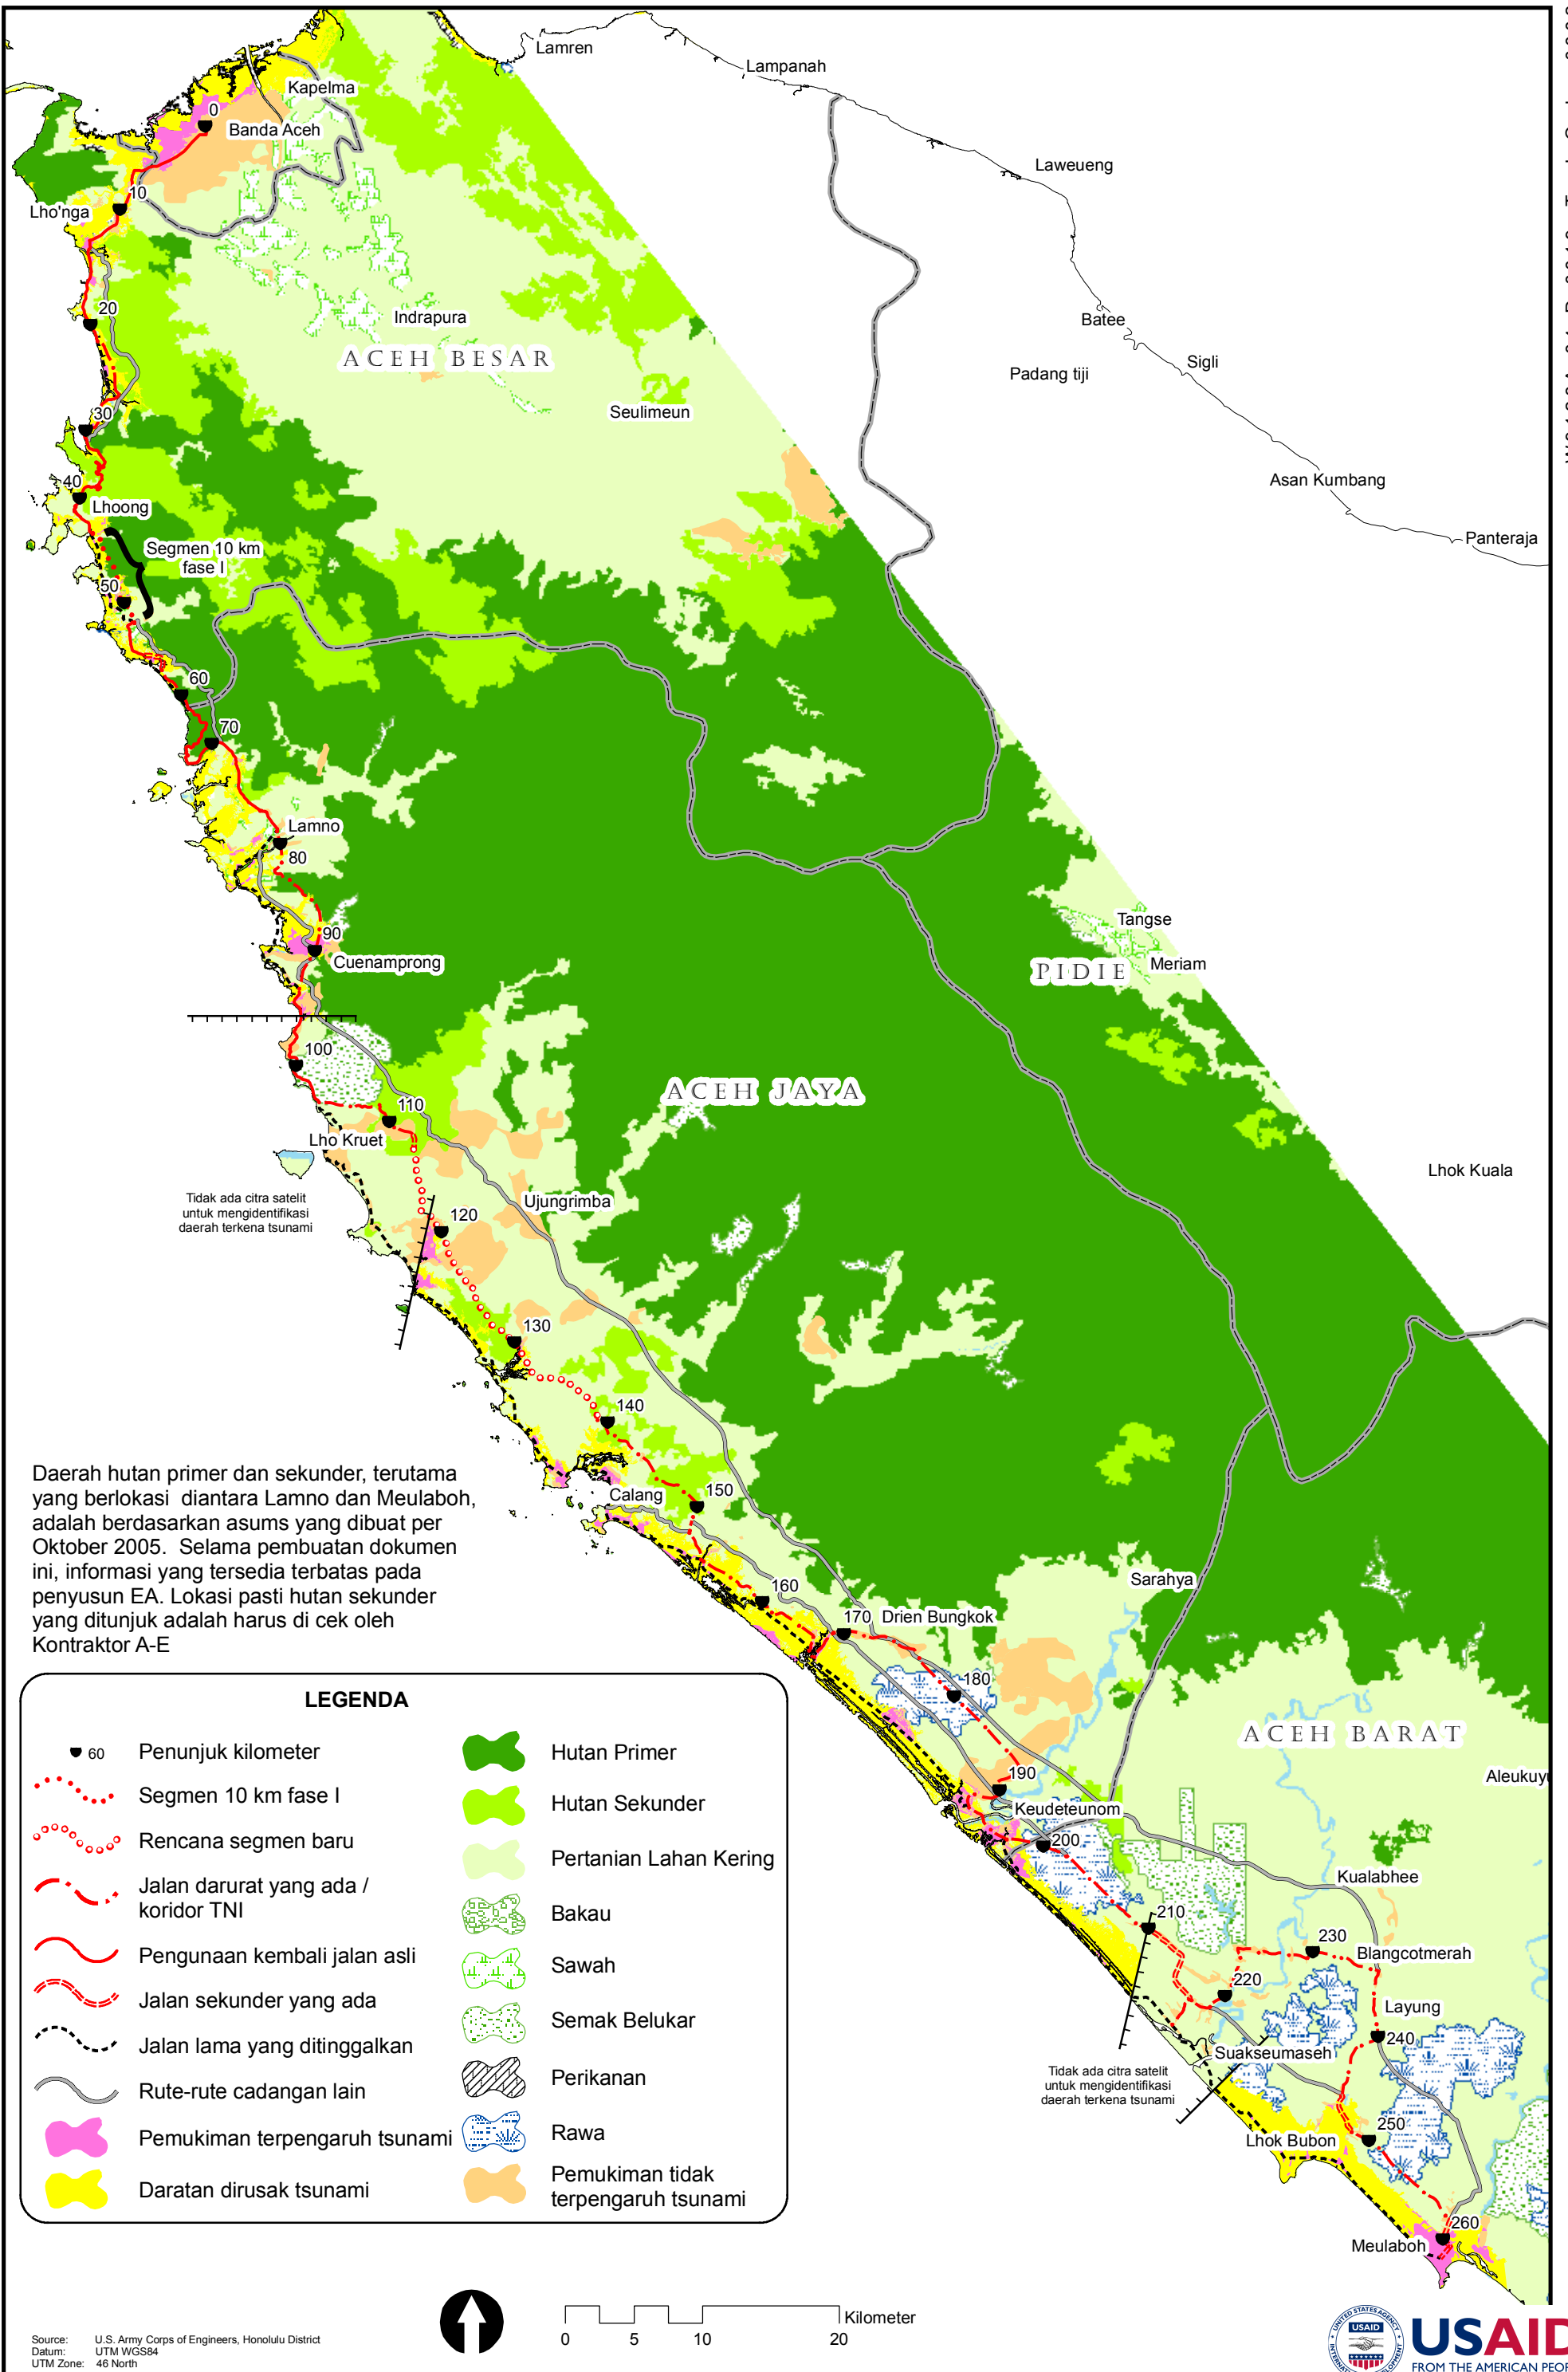 Lamren
Lampanah
Kapelma
0
Banda Aceh
Laweueng
10
Lho'nga
20
Indrapura
ACEH BESAR
Batee
Sigli
Padang tiji
Seulimeun
30
40
Lhoong
Asan Kumbang
Panteraja
Segmen 10 km
fase I
50
60
70
Lamno
80
90
Cuenamprong
Tangse
Meriam
PIDIE
100
ACEH JAYA
110
Lho Kruet
Lhok Kuala
Tidak ada citra satelit
untuk mengidentifikasi
daerah terkena tsunami
Ujungrimba
120
130
140
Calang
150
Daerah hutan primer dan sekunder, terutama
yang berlokasi diantara Lamno dan Meulaboh,
adalah berdasarkan asums yang dibuat per
Oktober 2005. Selama pembuatan dokumen
ini, informasi yang tersedia terbatas pada
penyusun EA. Lokasi pasti hutan sekunder
yang ditunjuk adalah harus di cek oleh
Kontraktor A-E
Sarahya
160
170
Drien Bungkok
180
ACEH BARAT
190
Keudeteunom
200
Kualabhee
210
230
Blangcotmerah
220
Layung
240
Suakseumaseh
Tidak ada citra satelit
untuk mengidentifikasi
daerah terkena tsunami
250
Lhok Bubon
260
Meulaboh
LEGENDA
60 Penunjuk kilometer
Segmen 10 km fase I
Rencana segmen baru
Jalan darurat yang ada /
koridor TNI
Pengunaan kembali jalan asli
Jalan sekunder yang ada
Jalan lama yang ditinggalkan
Rute-rute cadangan lain
Pemukiman terpengaruh tsunami
Daratan dirusak tsunami
Hutan Primer
Hutan Sekunder
Pertanian Lahan Kering
Bakau
Sawah
Semak Belukar
Perikanan
Rawa
Pemukiman tidak
terpengaruh tsunami
Kilometer
0 5 10 20
Source: U.S. Army Corps of Engineers, Honolulu District
Datum: UTM WGS84
UTM Zone: 46 North
UNITED STATES AGENCY
USAID
USAID